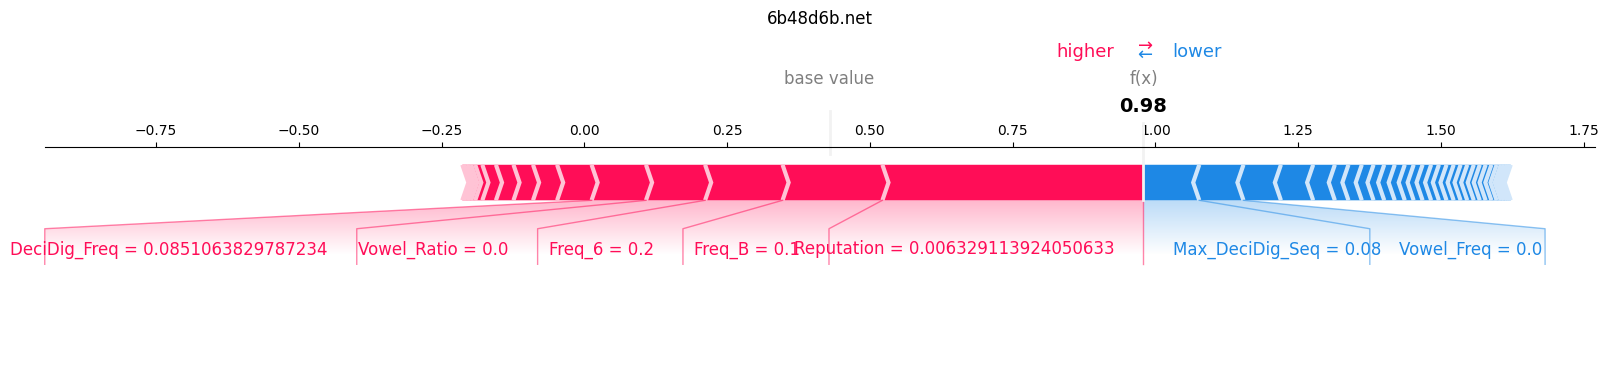 6b48d6b.net
higher ⇄ lower
base value f(x)
0.98
−0.75 −0.50 −0.25 0.00 0.25 0.50 0.75 1.00 1.25 1.50 1.75
DeciDig_Freq = 0.0851063829787234 Vowel_Ratio = 0.0 Freq_6 = 0.2 Freq_B = 0.1 Reputation = 0.006329113924050633 Max_DeciDig_Seq = 0.08 Vowel_Freq = 0.0